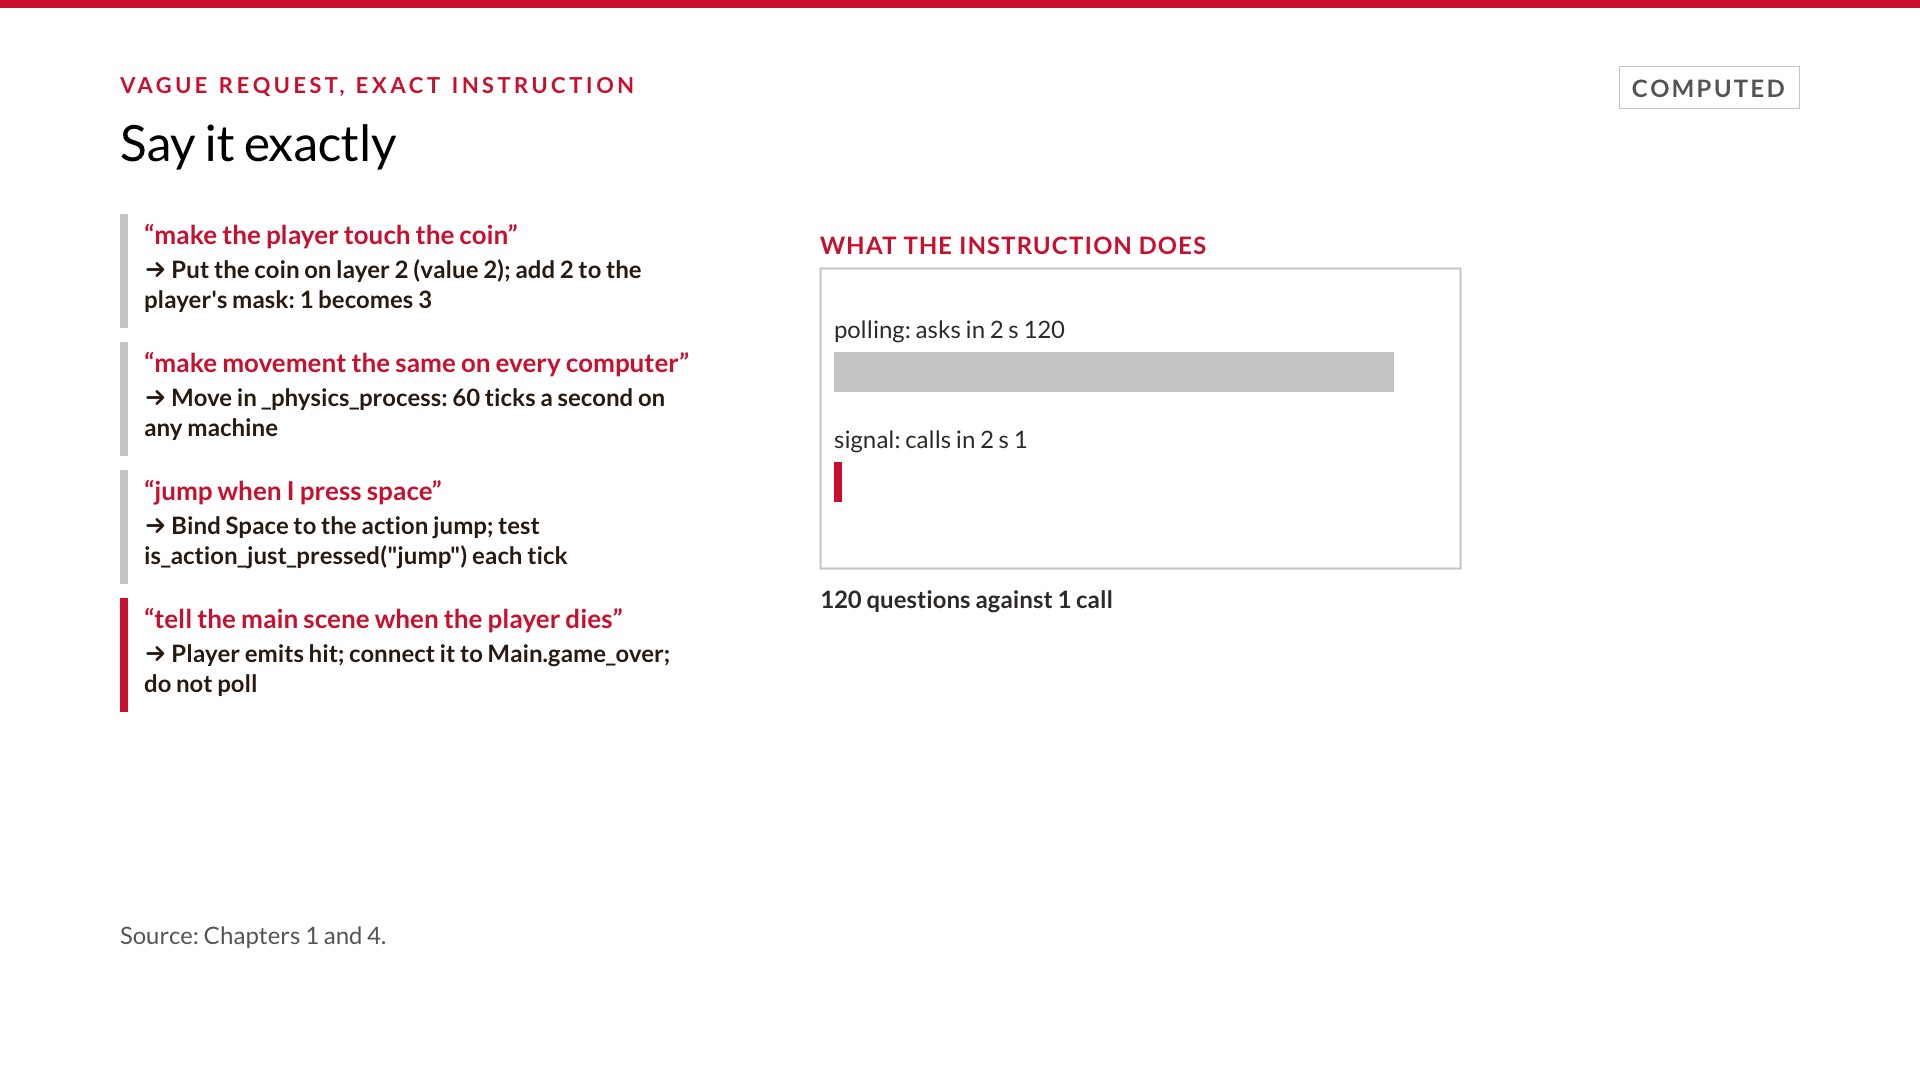 VAGUE REQUEST, EXACT INSTRUCTION
COMPUTED
Say it exactly
“make the player touch the coin”
→ Put the coin on layer 2 (value 2); add 2 to the
player's mask: 1 becomes 3
“make movement the same on every computer”
→ Move in _physics_process: 60 ticks a second on
any machine
“jump when I press space”
→ Bind Space to the action jump; test
is_action_just_pressed("jump") each tick
“tell the main scene when the player dies”
→ Player emits hit; connect it to Main.game_over;
do not poll
WHAT THE INSTRUCTION DOES
polling: asks in 2 s 120
signal: calls in 2 s 1
120 questions against 1 call
Source: Chapters 1 and 4.